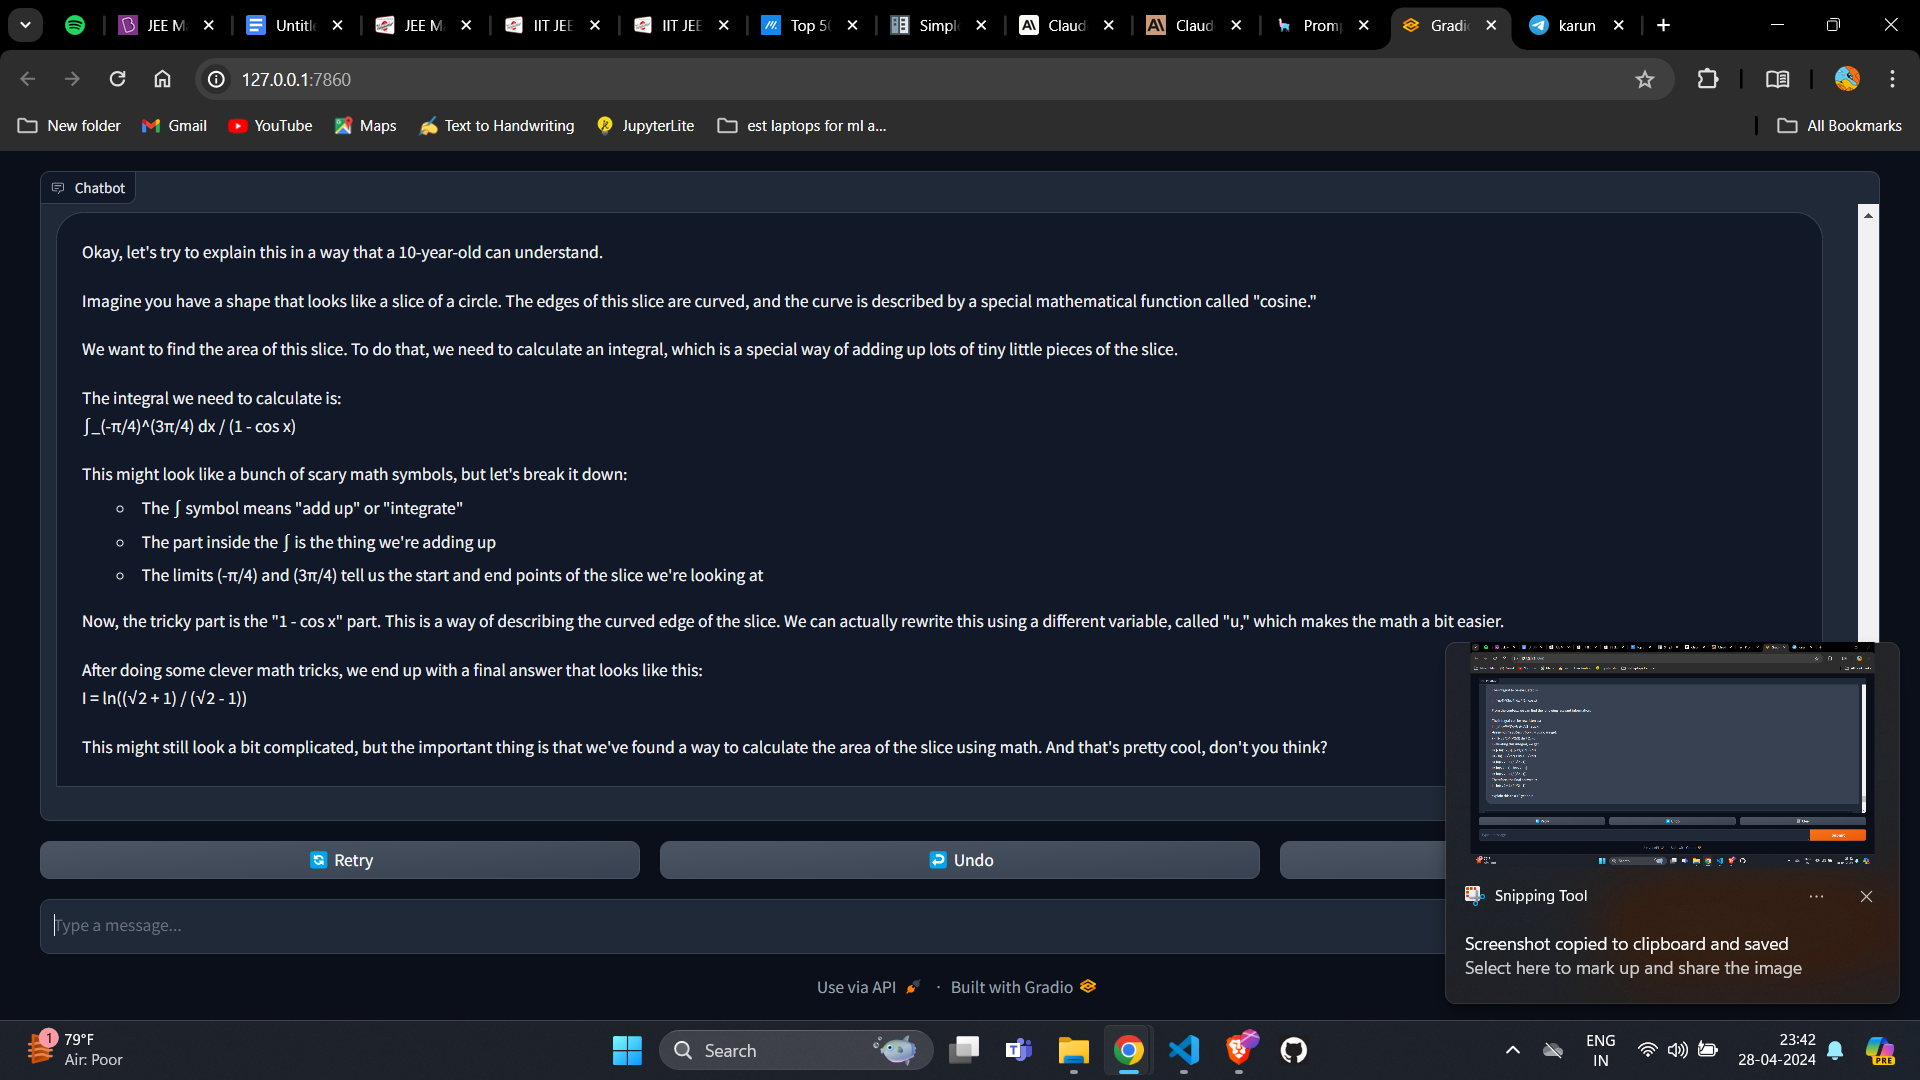 JEE M
Untitl
JEE M
IIT JEE
IIT JEE
Top 50
Simple
Claud
Claud
Promp
Gradio
karun
127.0.0.1:7860
New folder
Gmail
YouTube
Maps
Text to Handwriting
JupyterLite
est laptops for ml a...
All Bookmarks
Chatbot
Okay, let's try to explain this in a way that a 10-year-old can understand.
Imagine you have a shape that looks like a slice of a circle. The edges of this slice are curved, and the curve is described by a special mathematical function called "cosine."
We want to find the area of this slice. To do that, we need to calculate an integral, which is a special way of adding up lots of tiny little pieces of the slice.
The integral we need to calculate is:
∫_(-π/4)^(3π/4) dx / (1 - cos x)
This might look like a bunch of scary math symbols, but let's break it down:
The ∫ symbol means "add up" or "integrate"
The part inside the ∫ is the thing we're adding up
The limits (-π/4) and (3π/4) tell us the start and end points of the slice we're looking at
Now, the tricky part is the "1 - cos x" part. This is a way of describing the curved edge of the slice. We can actually rewrite this using a different variable, called "u," which makes the math a bit easier.
After doing some clever math tricks, we end up with a final answer that looks like this:
I = ln((√2 + 1) / (√2 - 1))
This might still look a bit complicated, but the important thing is that we've found a way to calculate the area of the slice using math. And that's pretty cool, don't you think?
Retry
Undo
Type a message...
Snipping Tool
Screenshot copied to clipboard and saved
Select here to mark up and share the image
Use via API
· Built with Gradio
1
79°F
Air: Poor
Search
ENG
IN
23:42
28-04-2024
PRE